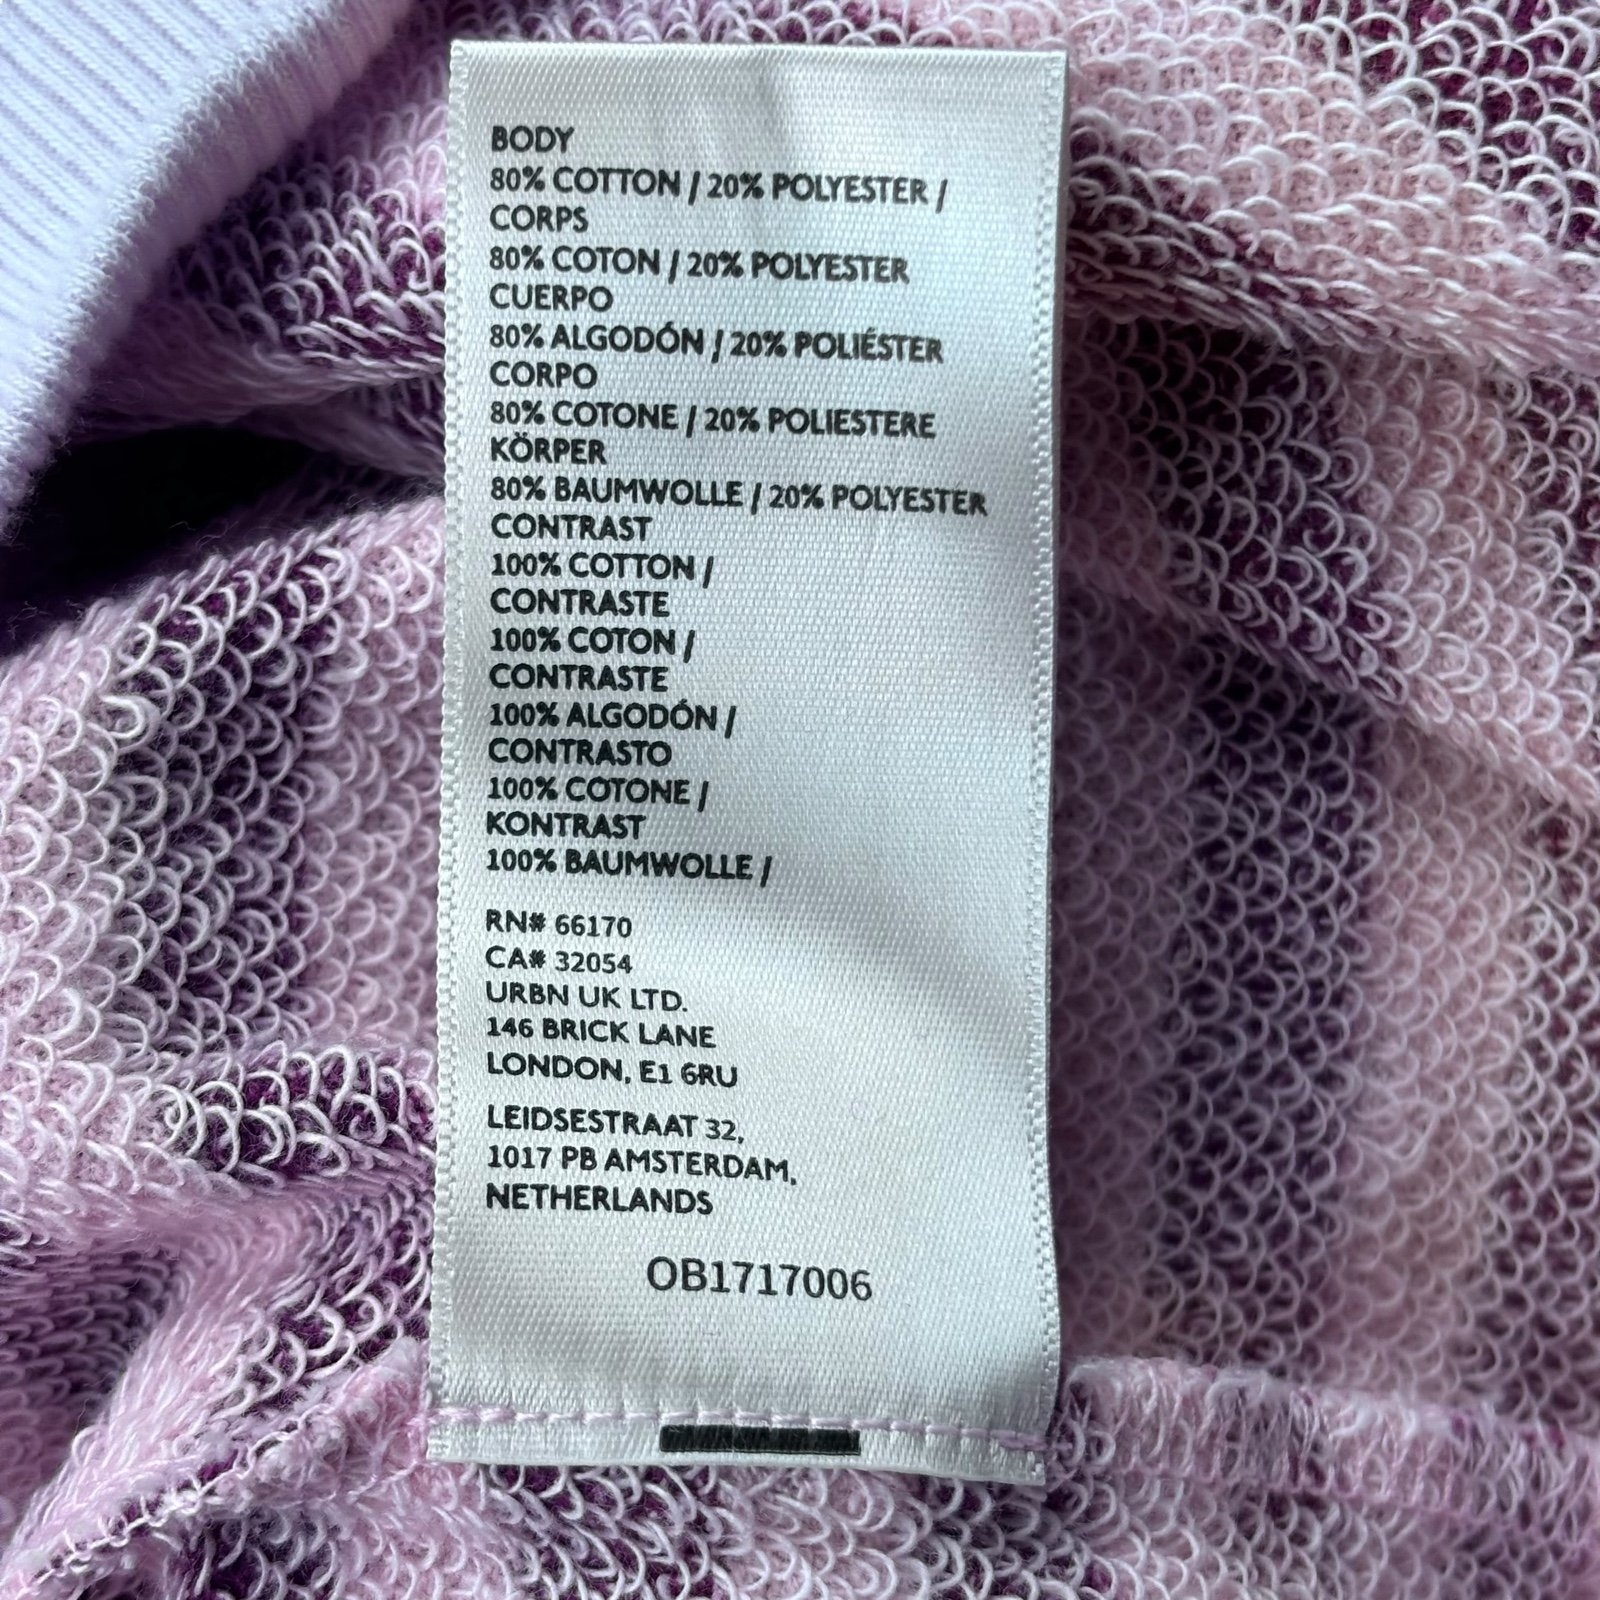 BODY
80% COTTON / 20% POLYESTER /
CORPS
80% COTON / 20% POLYESTER
CUERPO
80% ALGODÓN / 20% POLIÉSTER
CORPO
80% COTONE / 20% POLIESTERE
KÖRPER
80% BAUMWOLLE / 20% POLYESTER
CONTRAST
100% COTTON /
CONTRASTE
100% COTON /
CONTRASTE
100% ALGODÓN /
CONTRASTO
100% COTONE /
KONTRAST
100% BAUMWOLLE /
RN# 66170
CA# 32054
URBN UK LTD.
146 BRICK LANE
LONDON, E1 6RU
LEIDSESTRAAT 32,
1017 PB AMSTERDAM,
NETHERLANDS
OB1717006